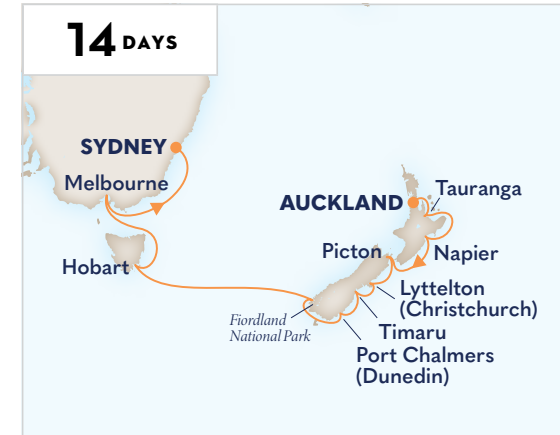 14 DAYS
SYDNEY
Melbourne
Hobart
AUCKLAND
Tauranga
Picton
Napier
Lyttelton
(Christchurch)
Fiordland
National Park
Timaru
Port Chalmers
(Dunedin)